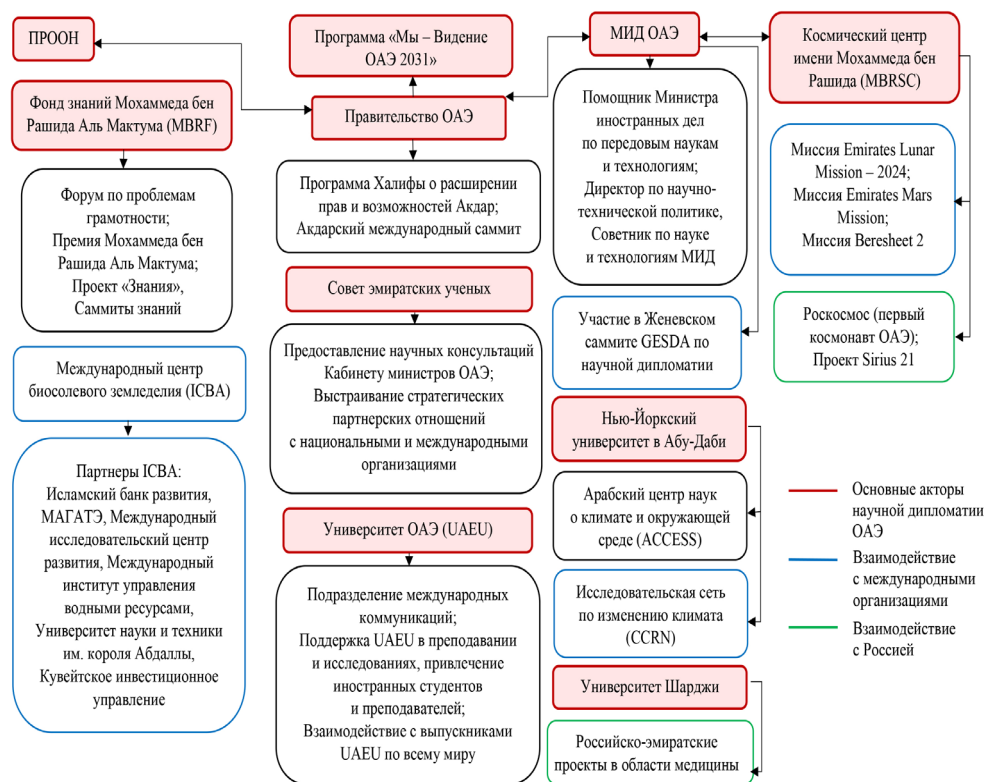 ПРООН
Фонд знаний Мохаммеда бен
Рашида Аль Мактума (MBRF)
Форум по проблемам
грамотности;
Премия Мохаммеда бен
Рашида Аль Мактума;
Проект «Знания»,
Саммиты знаний
Международный центр
биосолевого земледелия (ICBA)
Партнеры ICBA:
Исламский банк развития,
МАГАТЭ, Международный
исследовательский центр
развития, Международный
институт управления
водными ресурсами,
Университет науки и техники
им. короля Абдаллы,
Кувейтское инвестиционное
управление
Программа «Мы – Видение
ОАЭ 2031»
Правительство ОАЭ
Программа Халифы о расширении
прав и возможностей Акдар;
Акдарский международный саммит
Совет эмиратских ученых
Предоставление научных консультаций
Кабинету министров ОАЭ;
Выстраивание стратегических
партнерских отношений
с национальными и международными
организациями
Университет ОАЭ (UAEU)
Подразделение международных
коммуникаций;
Поддержка UAEU в преподавании
и исследованиях, привлечение
иностранных студентов
и преподавателей;
Взаимодействие с выпускниками
UAEU по всему миру
МИД ОАЭ
Помощник Министра
иностранных дел
по передовым наукам
и технологиям;
Директор по научно-
технической политике,
Советник по науке
и технологиям МИД
Участие в Женевском
саммите GESDA по
научной дипломатии
Нью-Йоркский
университет в Абу-Даби
Арабский центр наук
о климате и окружающей
среде (ACCESS)
Исследовательская сеть
по изменению климата
(CCRN)
Университет Шарджи
Российско-эмиратские
проекты в области медицины
Космический центр
имени Мохаммеда бен
Рашида (MBRSC)
Миссия Emirates Lunar
Mission – 2024;
Миссия Emirates Mars
Mission;
Миссия Beresheet 2
Роскосмос (первый
космонавт ОАЭ);
Проект Sirius 21
Основные акторы
научной дипломатии
ОАЭ
Взаимодействие
с международными
организациями
Взаимодействие
с Россией